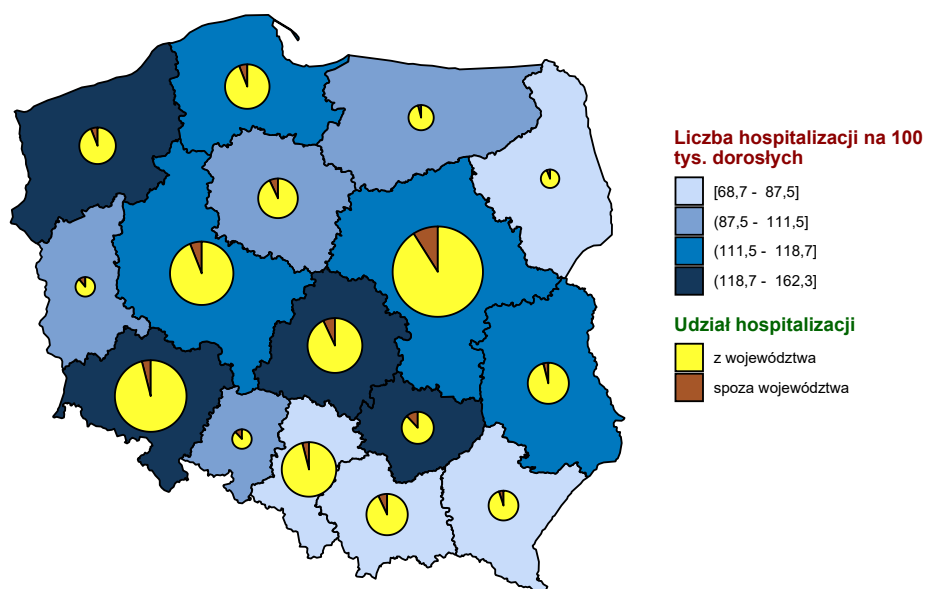 Liczba hospitalizacji na 100
tys. dorosłych
[68,7 - 87,5]
(87,5 - 111,5]
(111,5 - 118,7]
(118,7 - 162,3]
Udział hospitalizacji
z województwa
spoza województwa